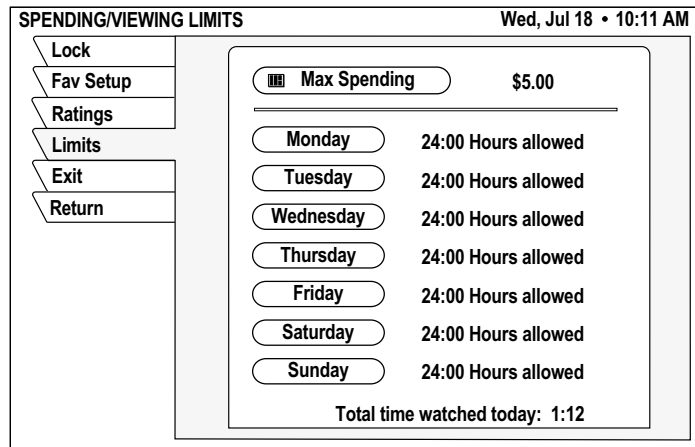 SPENDING/VIEWING LIMITS Wed, Jul 18 • 10:11 AM
Lock
Fav Setup
Ratings
Limits
Exit
Return
Max Spending $5.00
Monday 24:00 Hours allowed
Tuesday 24:00 Hours allowed
Wednesday 24:00 Hours allowed
Thursday 24:00 Hours allowed
Friday 24:00 Hours allowed
Saturday 24:00 Hours allowed
Sunday 24:00 Hours allowed
Total time watched today: 1:12